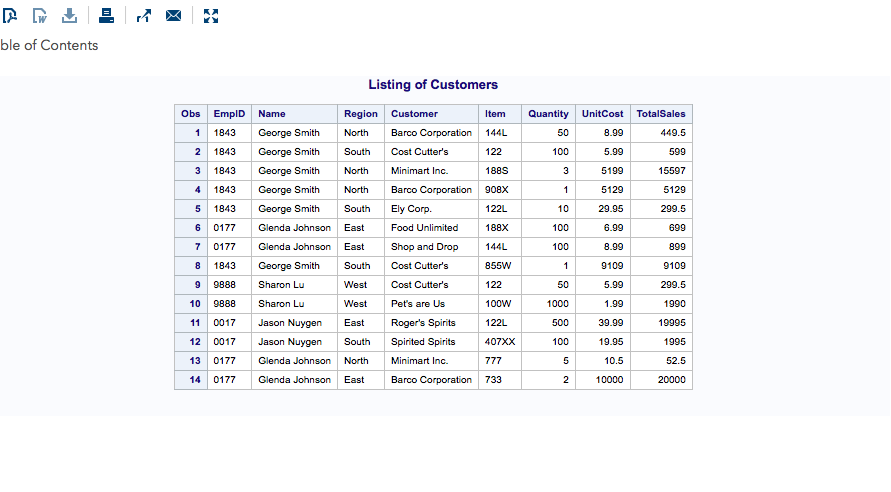 ble of Contents
Listing of Customers
Obs EmpID Name Region Customer Item Quantity UnitCost TotalSales
1 1843 George Smith North Barco Corporation 144L 50 8.99 449.5
2 1843 George Smith South Cost Cutter's 122 100 5.99 599
3 1843 George Smith North Minimart Inc. 188S 3 5199 15597
4 1843 George Smith North Barco Corporation 908X 1 5129 5129
5 1843 George Smith South Ely Corp. 122L 10 29.95 299.5
6 0177 Glenda Johnson East Food Unlimited 188X 100 6.99 699
7 0177 Glenda Johnson East Shop and Drop 144L 100 8.99 899
8 1843 George Smith South Cost Cutter's 855W 1 9109 9109
9 9888 Sharon Lu West Cost Cutter's 122 50 5.99 299.5
10 9888 Sharon Lu West Pet's are Us 100W 1000 1.99 1990
11 0017 Jason Nuygen East Roger's Spirits 122L 500 39.99 19995
12 0017 Jason Nuygen South Spirited Spirits 407XX 100 19.95 1995
13 0177 Glenda Johnson North Minimart Inc. 777 5 10.5 52.5
14 0177 Glenda Johnson East Barco Corporation 733 2 10000 20000